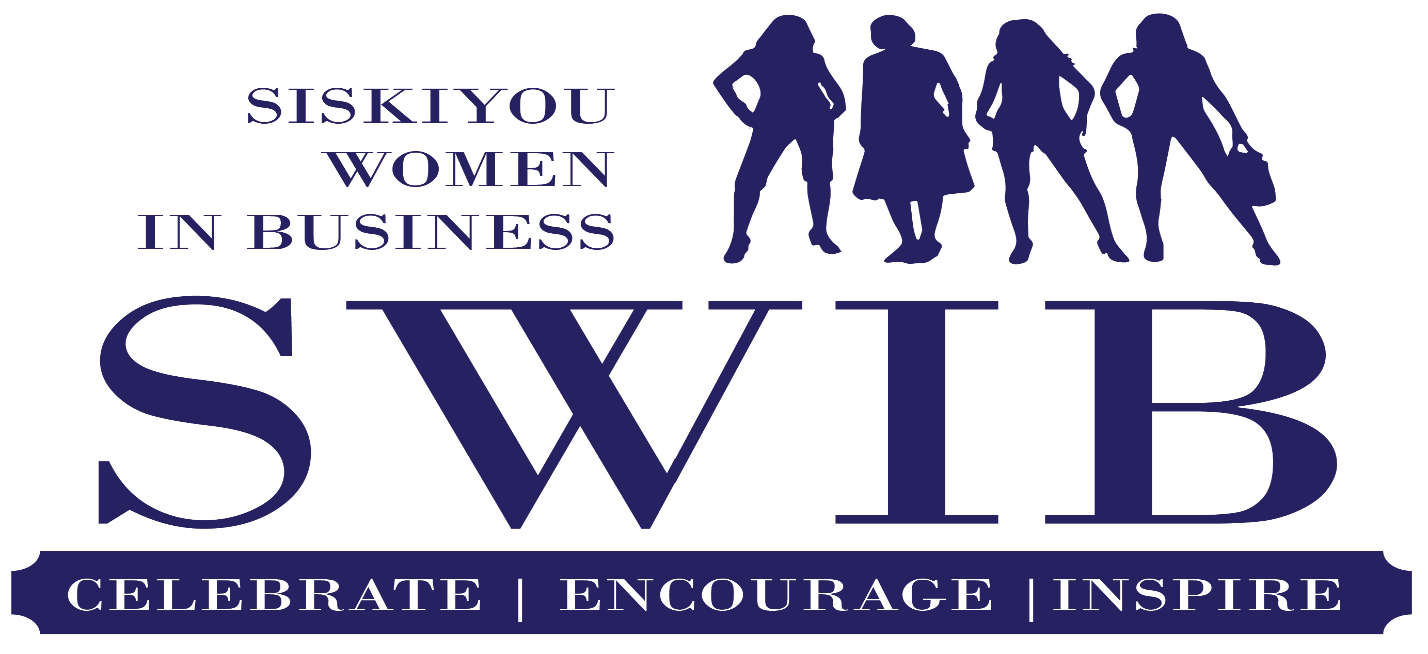 SISKIYOU
WOMEN
IN BUSINESS
SWIB
CELEBRATE | ENCOURAGE | INSPIRE